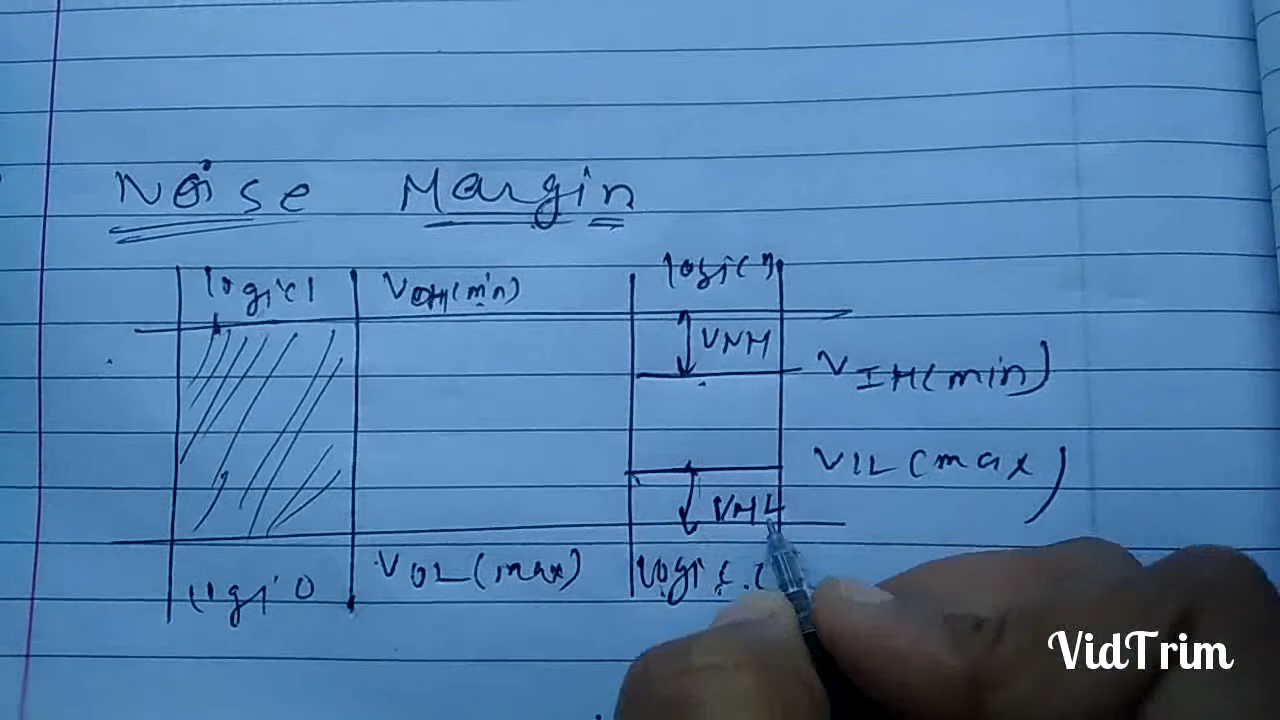 Noise Margin
logic 1 VOH(min) logic 1
VNH
VIH(min)
VIL(max)
VNL
logic 0 VOL(max) logic
VidTrim